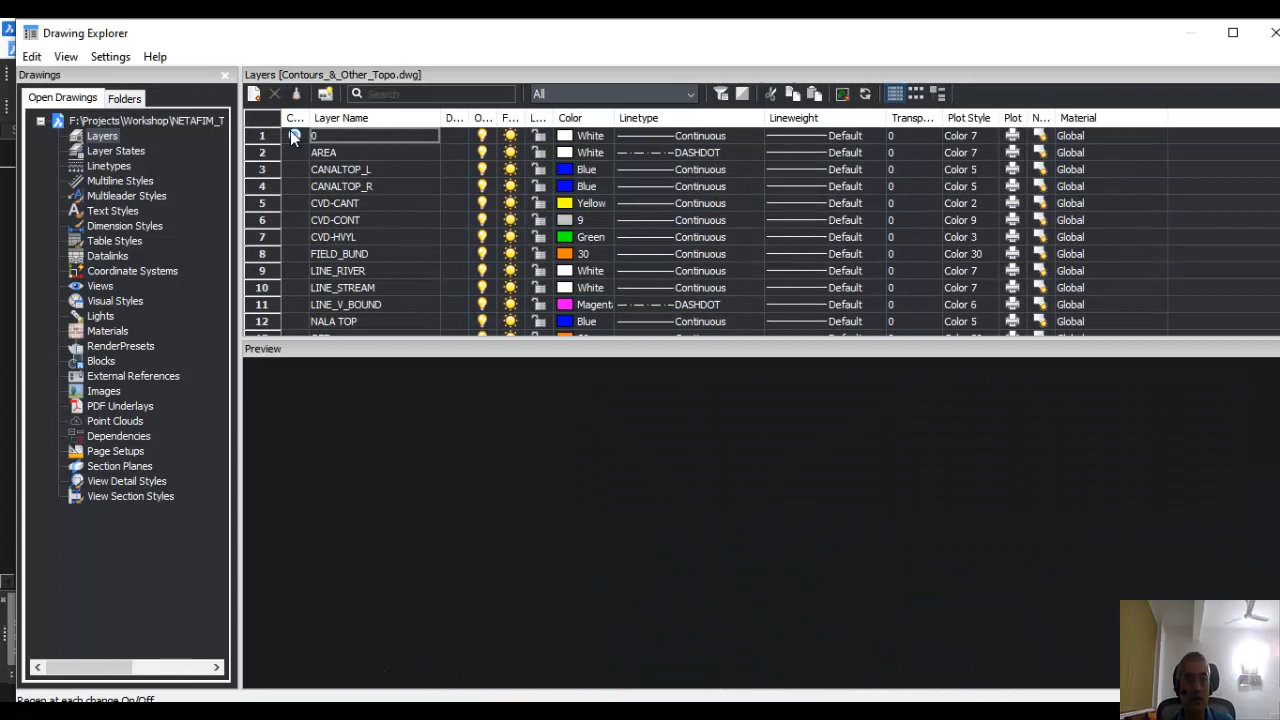 Drawing Explorer
Edit View Settings Help
Drawings
Layers [Contours_&_Other_Topo.dwg]
Open Drawings Folders
Search
All
F:\Projects\Workshop\NETAFIM_T
Layers
Layer States
Linetypes
Multiline Styles
Multileader Styles
Text Styles
Dimension Styles
Table Styles
Datalinks
Coordinate Systems
Views
Visual Styles
Lights
Materials
RenderPresets
Blocks
External References
Images
PDF Underlays
Point Clouds
Dependencies
Page Setups
Section Planes
View Detail Styles
View Section Styles
C... Layer Name D... O... F... L... Color Linetype Lineweight Transp... Plot Style Plot N... Material
1 0 White Continuous Default 0 Color 7 Global
2 AREA White DASHDOT Default 0 Color 7 Global
3 CANALTOP_L Blue Continuous Default 0 Color 5 Global
4 CANALTOP_R Blue Continuous Default 0 Color 5 Global
5 CVD-CANT Yellow Continuous Default 0 Color 2 Global
6 CVD-CONT 9 Continuous Default 0 Color 9 Global
7 CVD-HVYL Green Continuous Default 0 Color 3 Global
8 FIELD_BUND 30 Continuous Default 0 Color 30 Global
9 LINE_RIVER White Continuous Default 0 Color 7 Global
10 LINE_STREAM White Continuous Default 0 Color 7 Global
11 LINE_V_BOUND Magent DASHDOT Default 0 Color 6 Global
12 NALA TOP Blue Continuous Default 0 Color 5 Global
Preview
Regen at each change On/Off